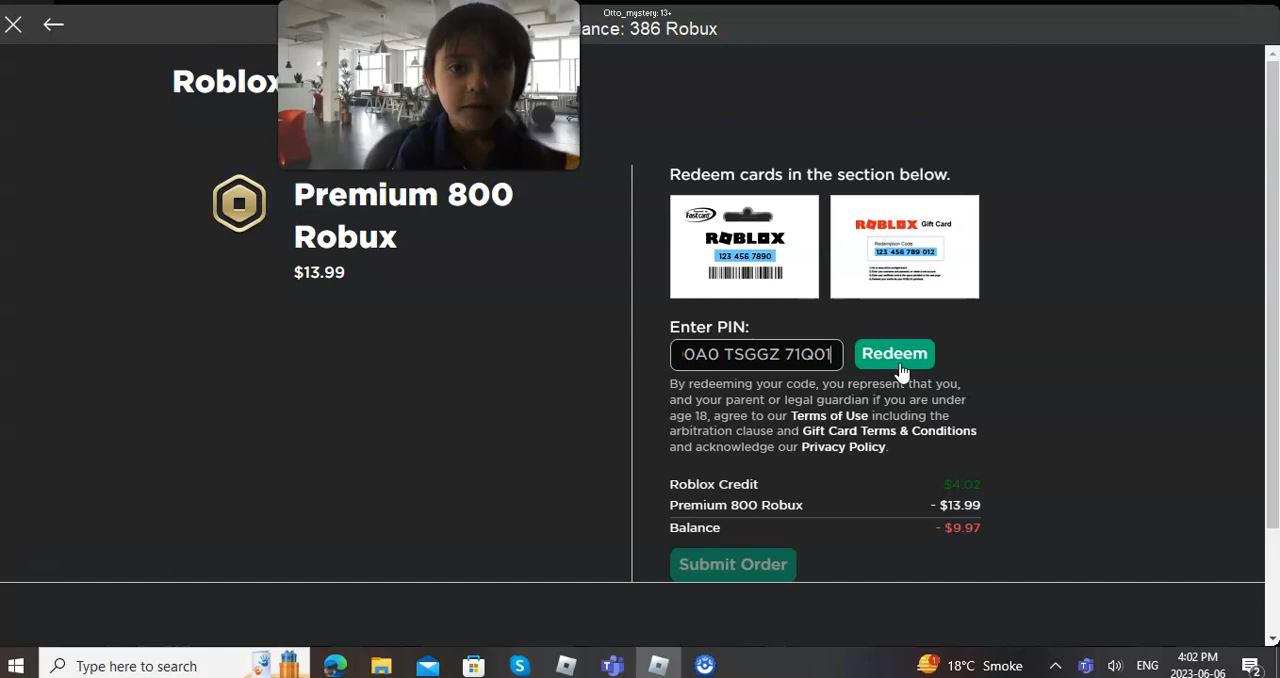 Otto_mystery: 13+
ance: 386 Robux
Roblox
Premium 800
Robux
$13.99
Redeem cards in the section below.
Fastcard
ROBLOX
123 456 7890
ROBLOX Gift Card
Redemption Code:
123 456 789 012
Enter PIN:
0A0 TSGGZ 71Q01
Redeem
By redeeming your code, you represent that you,
and your parent or legal guardian if you are under
age 18, agree to our Terms of Use including the
arbitration clause and Gift Card Terms & Conditions
and acknowledge our Privacy Policy.
Roblox Credit $4.02
Premium 800 Robux - $13.99
Balance - $9.97
Submit Order
Type here to search
18°C Smoke
ENG
4:02 PM
2023-06-06
2